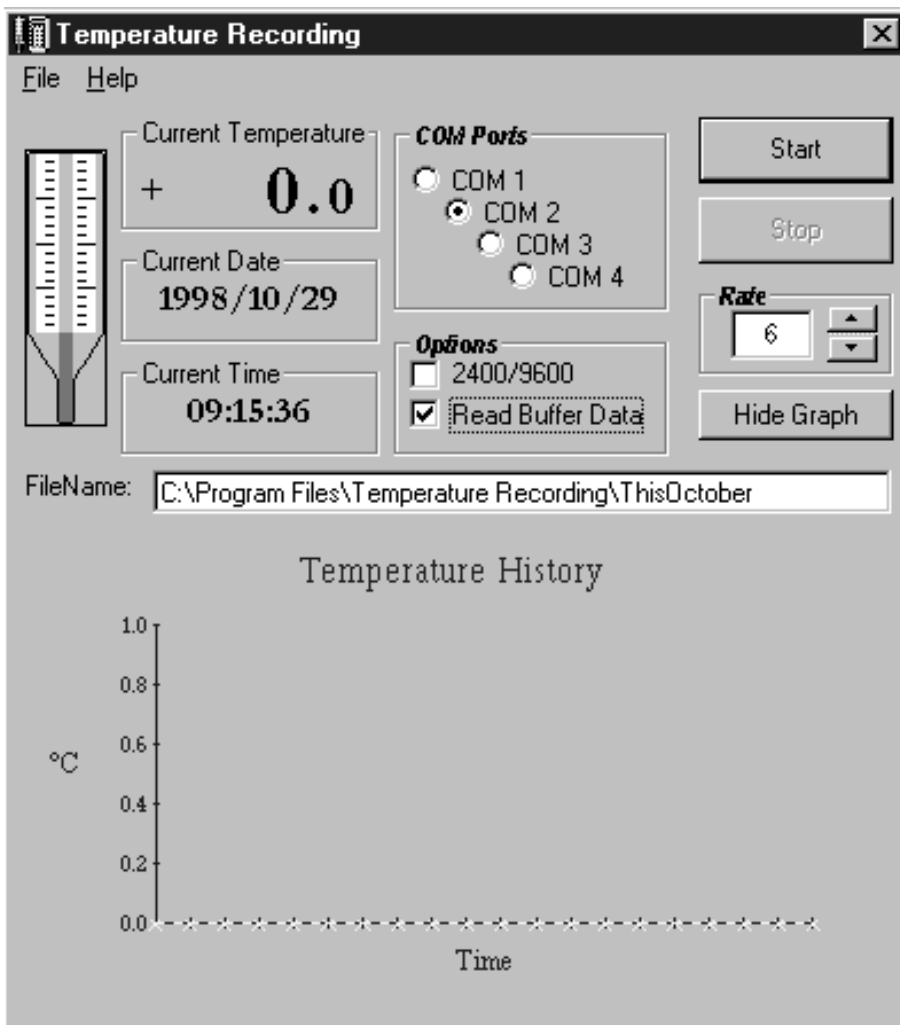 Temperature Recording
File Help
Current Temperature
+ 0.0
Current Date
1998/10/29
Current Time
09:15:36
COM Ports
COM 1
COM 2
COM 3
COM 4
Options
2400/9600
Read Buffer Data
Start
Stop
Rate
6
Hide Graph
FileName: C:\Program Files\Temperature Recording\ThisOctober
Temperature History
1.0
0.8
0.6
°C
0.4
0.2
0.0
Time